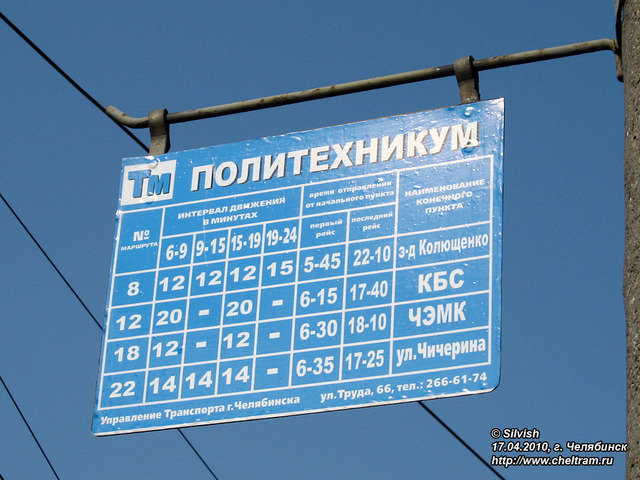 ТМ ПОЛИТЕХНИКУМ
№ МАРШРУТА
ИНТЕРВАЛ ДВИЖЕНИЯ
В МИНУТАХ
время отправления
от начального пункта
НАИМЕНОВАНИЕ
КОНЕЧНОГО
ПУНКТА
6-9 9-15 15-19 19-24 первый рейс последний рейс
8 12 12 12 15 5-45 22-10 з-д Колющенко
12 20 - 20 - 6-15 17-40 КБС
18 12 - 12 - 6-30 18-10 ЧЭМК
22 14 14 14 - 6-35 17-25 ул.Чичерина
Управление Транспорта г.Челябинска ул.Труда, 66, тел.: 266-61-74
© Silvish
17.04.2010, г. Челябинск
http://www.cheltram.ru